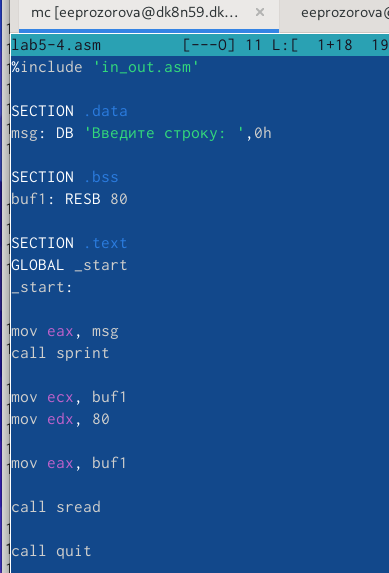 mc [eeprozorova@dk8n59.dk... × eeprozorova@
lab5-4.asm [---O] 11 L:[ 1+18 19
%include 'in_out.asm'
SECTION .data
msg: DB 'Введите строку: ',0h
SECTION .bss
buf1: RESB 80
SECTION .text
GLOBAL _start
_start:
mov eax, msg
call sprint
mov ecx, buf1
mov edx, 80
mov eax, buf1
call sread
call quit